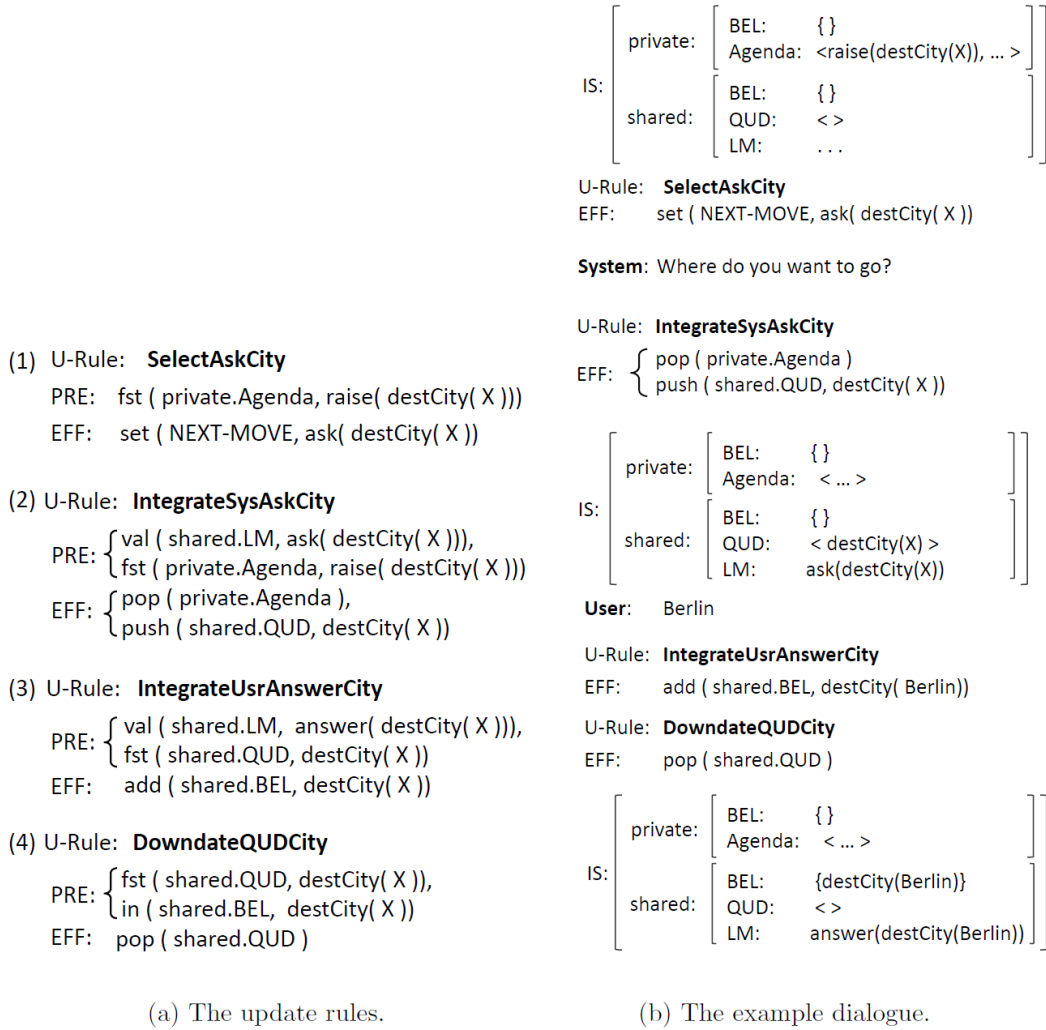 (1) U-Rule: SelectAskCity
PRE: fst ( private.Agenda, raise( destCity( X )))
EFF: set ( NEXT-MOVE, ask( destCity( X ))
(2) U-Rule: IntegrateSysAskCity
PRE: { val ( shared.LM, ask( destCity( X ))),
fst ( private.Agenda, raise( destCity( X )))
EFF: { pop ( private.Agenda ),
push ( shared.QUD, destCity( X ))
(3) U-Rule: IntegrateUsrAnswerCity
PRE: { val ( shared.LM, answer( destCity( X ))),
fst ( shared.QUD, destCity( X ))
EFF: add ( shared.BEL, destCity( X ))
(4) U-Rule: DowndateQUDCity
PRE: { fst ( shared.QUD, destCity( X )),
in ( shared.BEL, destCity( X ))
EFF: pop ( shared.QUD )
(a) The update rules.
IS:
private:
BEL: { }
Agenda: <raise(destCity(X)), ... >
shared:
BEL: { }
QUD: < >
LM: . . .
U-Rule: SelectAskCity
EFF: set ( NEXT-MOVE, ask( destCity( X ))
System: Where do you want to go?
U-Rule: IntegrateSysAskCity
EFF: { pop ( private.Agenda )
push ( shared.QUD, destCity( X ))
IS:
private:
BEL: { }
Agenda: < ... >
shared:
BEL: { }
QUD: < destCity(X) >
LM: ask(destCity(X))
User: Berlin
U-Rule: IntegrateUsrAnswerCity
EFF: add ( shared.BEL, destCity( Berlin))
U-Rule: DowndateQUDCity
EFF: pop ( shared.QUD )
IS:
private:
BEL: { }
Agenda: < ... >
shared:
BEL: {destCity(Berlin)}
QUD: < >
LM: answer(destCity(Berlin))
(b) The example dialogue.